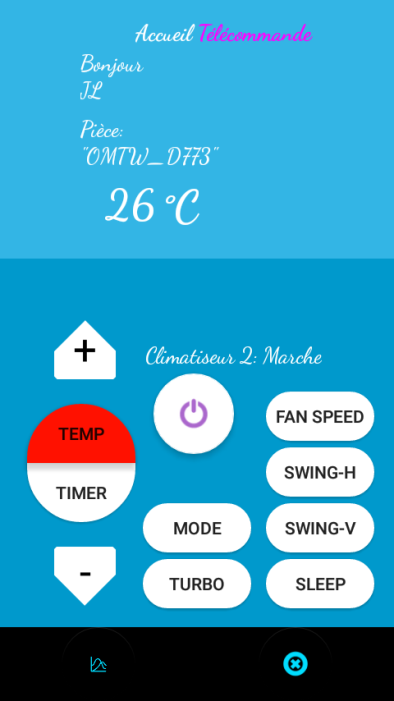 Accueil Télécommande
Bonjour
JL
Pièce:
"OMTW_D773"
26 °C
+
Climatiseur 2: Marche
FAN SPEED
TEMP
SWING-H
TIMER
MODE
SWING-V
-
TURBO
SLEEP